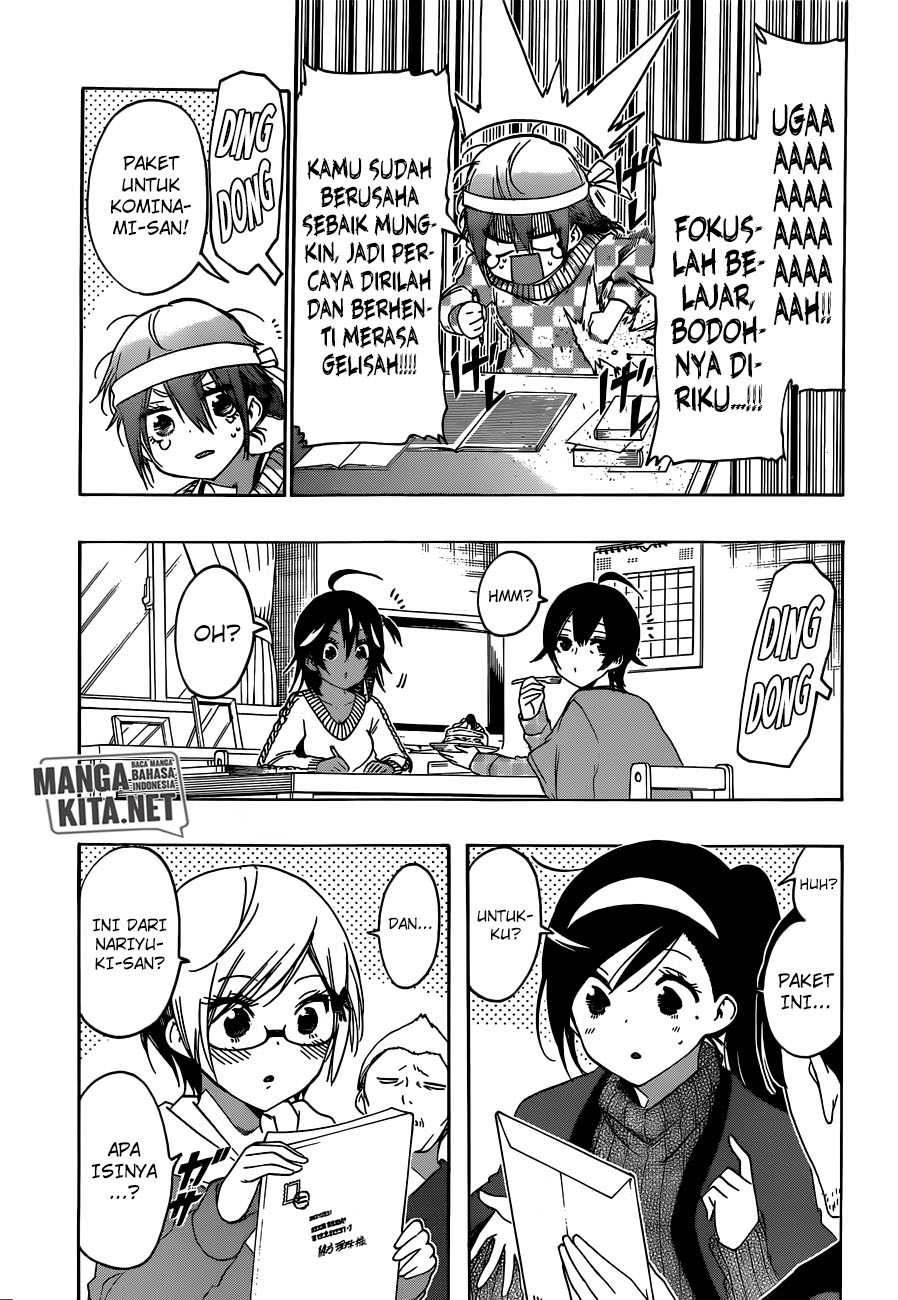 UGAA
AAAA
AAAA
AAAA
AAAA
AAH!!
FOKUS-
LAH BE-
LAJAR,
BODOH-
NYA DI-
RIKU...!!!
KAMU SUDAH
BERUSAHA
SEBAIK MUNG-
KIN, JADI PER-
CAYA DIRILAH
DAN BERHEN-
TI MERASA
GELISAH!!!!
DING
DONG
PAKET
UNTUK
KOMINA-
MI-SAN!
DING
DONG
HMM?
OH?
MANGA
KITA.NET
BACA MANGA
BAHASA
INDONESIA
HUH?
PAKET
INI...
UNTUK-
KU?
DAN...
INI DARI
NARIYU-
KI-SAN?
APA
ISINYA
...?
ガサ